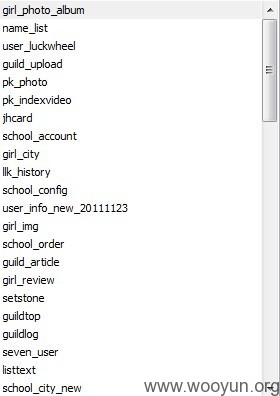 girl_photo_album
name_list
user_luckwheel
guild_upload
pk_photo
pk_indexvideo
jhcard
school_account
girl_city
llk_history
school_config
user_info_new_20111123
girl_img
school_order
guild_article
girl_review
setstone
guildtop
guildlog
seven_user
listtext
school_city_new
www.wooyun.org